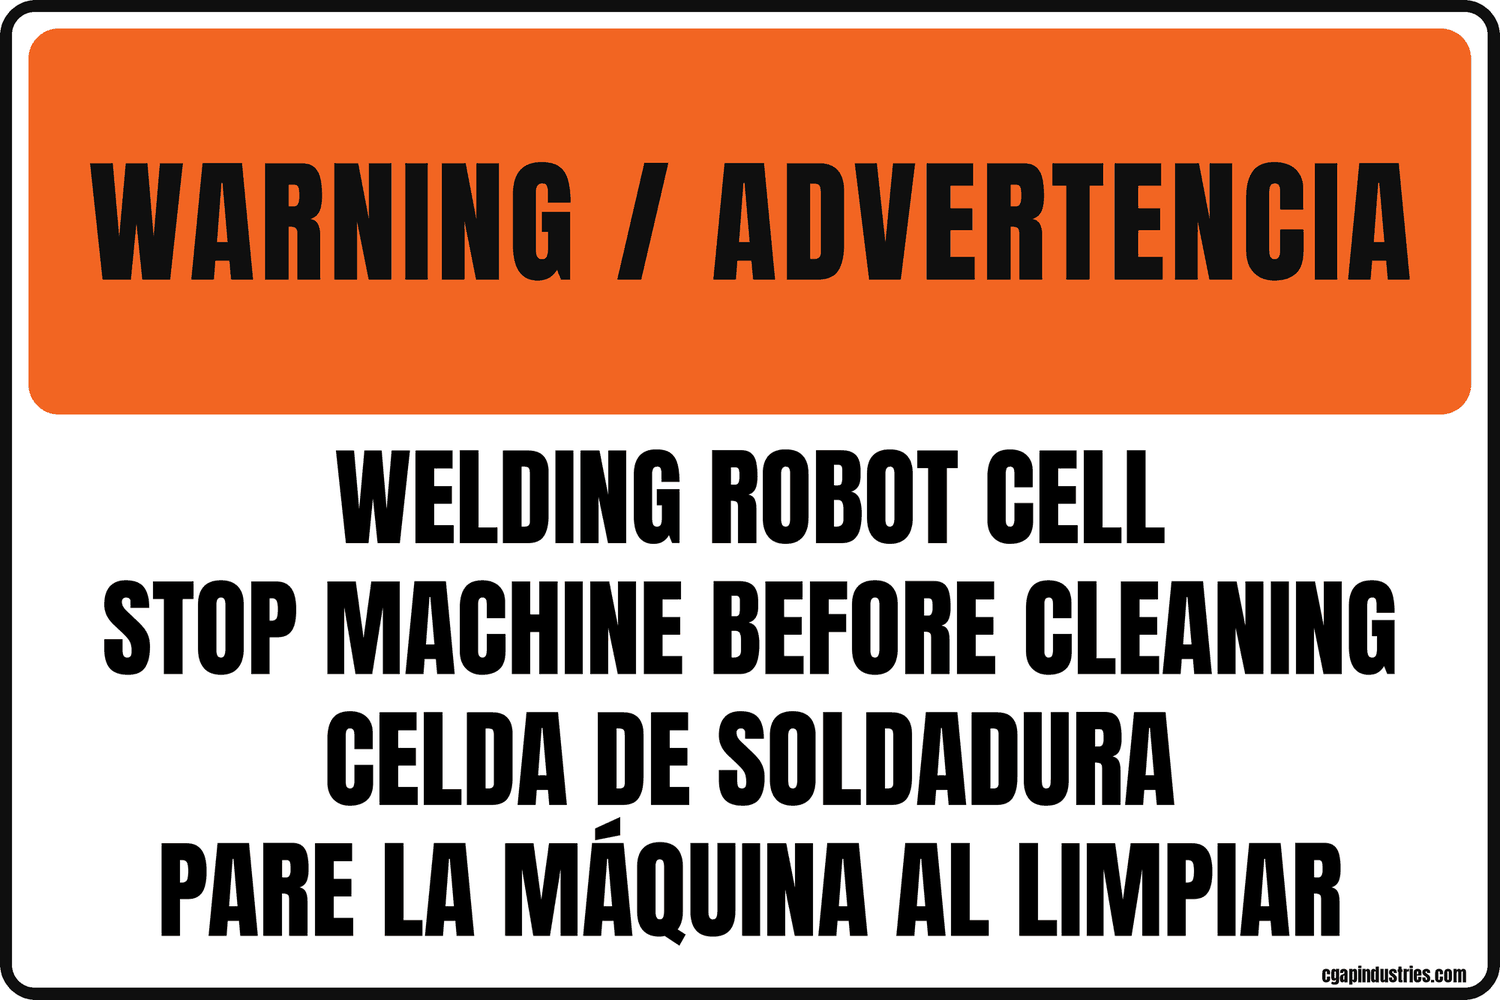 WARNING / ADVERTENCIA
WELDING ROBOT CELL
STOP MACHINE BEFORE CLEANING
CELDA DE SOLDADURA
PARE LA MÁQUINA AL LIMPIAR
cgapindustries.com